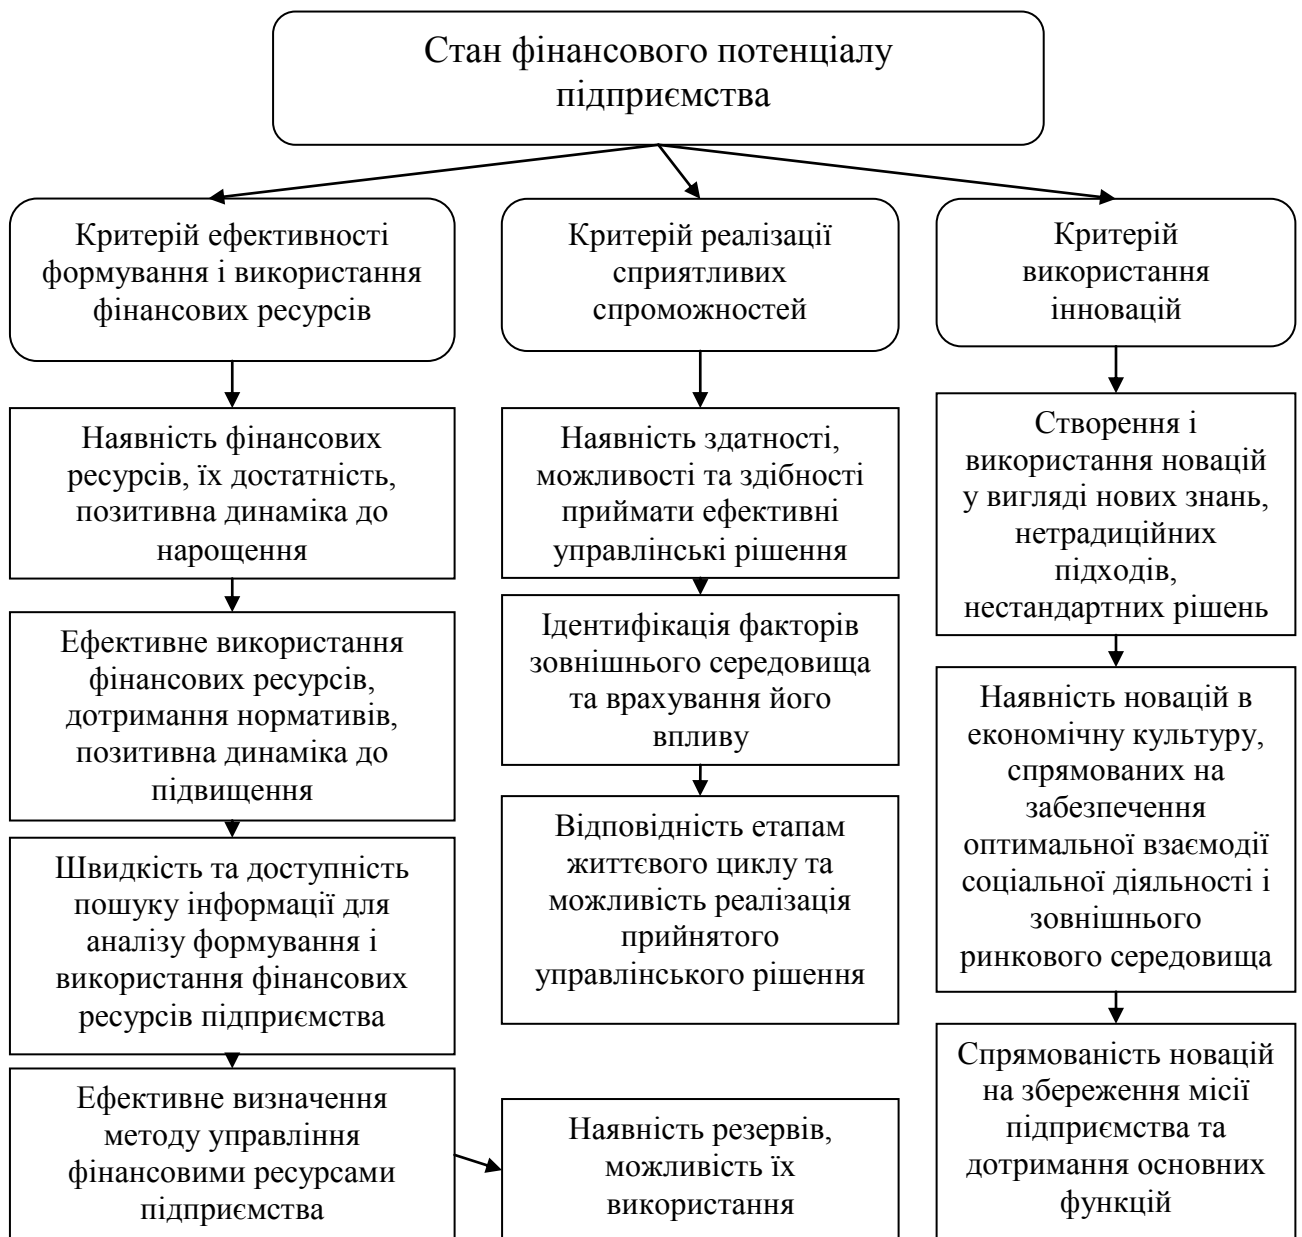 Стан фінансового потенціалу
підприємства
Критерій ефективності
формування і використання
фінансових ресурсів
Критерій реалізації
сприятливих
спроможностей
Критерій
використання
інновацій
Наявність фінансових
ресурсів, їх достатність,
позитивна динаміка до
нарощення
Ефективне використання
фінансових ресурсів,
дотримання нормативів,
позитивна динаміка до
підвищення
Швидкість та доступність
пошуку інформації для
аналізу формування і
використання фінансових
ресурсів підприємства
Ефективне визначення
методу управління
фінансовими ресурсами
підприємства
Наявність здатності,
можливості та здібності
приймати ефективні
управлінські рішення
Ідентифікація факторів
зовнішнього середовища
та врахування його
впливу
Відповідність етапам
життєвого циклу та
можливість реалізація
прийнятого
управлінського рішення
Наявність резервів,
можливість їх
використання
Створення і
використання новацій
у вигляді нових знань,
нетрадиційних
підходів,
нестандартних рішень
Наявність новацій в
економічну культуру,
спрямованих на
забезпечення
оптимальної взаємодії
соціальної діяльності і
зовнішнього
ринкового середовища
Спрямованість новацій
на збереження місії
підприємства та
дотримання основних
функцій